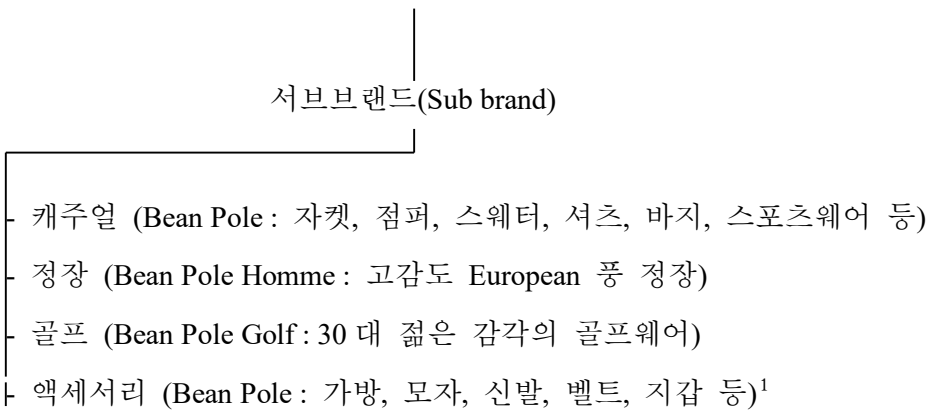 서브브랜드(Sub brand)
- 캐주얼 (Bean Pole : 자켓, 점퍼, 스웨터, 셔츠, 바지, 스포츠웨어 등)
- 정장 (Bean Pole Homme : 고감도 European 풍 정장)
- 골프 (Bean Pole Golf : 30 대 젊은 감각의 골프웨어)
- 액세서리 (Bean Pole : 가방, 모자, 신발, 벨트, 지갑 등)1